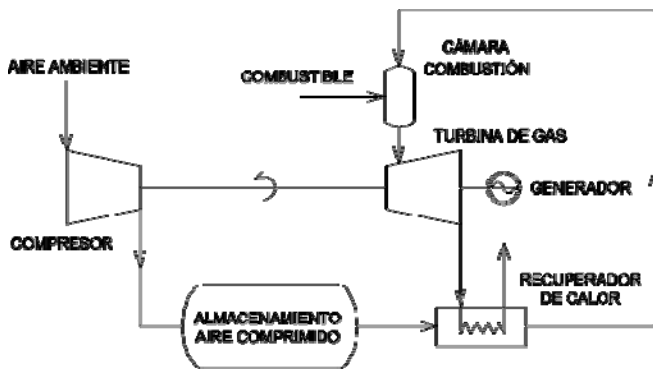 AIRE AMBIENTE
CÁMARA
COMBUSTIÓN
COMBUSTIBLE
TURBINA DE GAS
GENERADOR
COMPRESOR
RECUPERADOR
DE CALOR
ALMACENAMIENTO
AIRE COMPRIMIDO